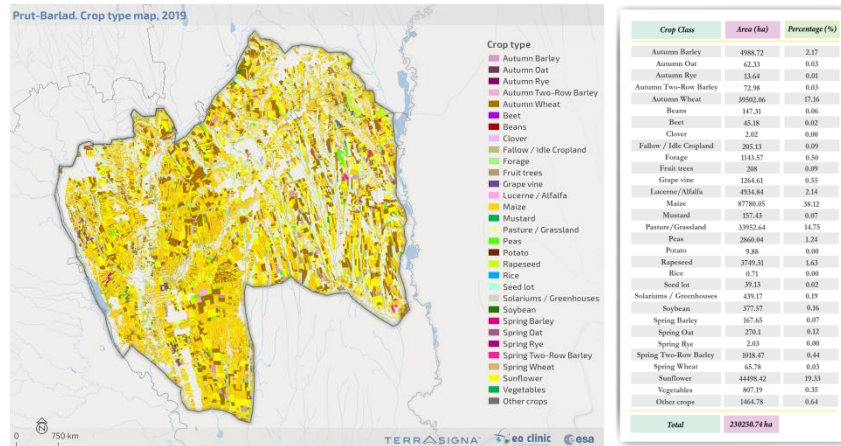 Prut-Barlad. Crop type map, 2019
Crop type
Autumn Barley
Autumn Oat
Autumn Rye
Autumn Two-Row Barley
Autumn Wheat
Beet
Beans
Clover
Fallow / Idle Cropland
Forage
Fruit trees
Grape vine
Lucerne / Alfalfa
Maize
Mustard
Pasture / Grassland
Peas
Potato
Rapeseed
Rice
Seed lot
Solariums / Greenhouses
Soybean
Spring Barley
Spring Oat
Spring Rye
Spring Two-Row Barley
Spring Wheat
Sunflower
Vegetables
Other crops
N
0 750 km
TERRASIGNA eo clinic esa
Crop Class Area (ha) Percentage (%)
Autumn Barley 4988.72 2.17
Autumn Oat 62.33 0.03
Autumn Rye 13.64 0.01
Autumn Two-Row Barley 72.98 0.03
Autumn Wheat 39502.06 17.16
Beans 147.31 0.06
Beet 45.18 0.02
Clover 2.02 0.00
Fallow / Idle Cropland 205.13 0.09
Forage 1143.57 0.50
Fruit trees 208 0.09
Grape vine 1264.61 0.55
Lucerne/Alfalfa 4934.84 2.14
Maize 87780.05 38.12
Mustard 157.43 0.07
Pasture/Grassland 33952.64 14.75
Peas 2860.04 1.24
Potato 9.88 0.00
Rapeseed 3749.31 1.63
Rice 0.71 0.00
Seed lot 39.13 0.02
Solariums / Greenhouses 439.17 0.19
Soybean 377.57 0.16
Spring Barley 167.65 0.07
Spring Oat 270.1 0.12
Spring Rye 2.03 0.00
Spring Two-Row Barley 1018.47 0.44
Spring Wheat 65.78 0.03
Sunflower 44498.42 19.33
Vegetables 807.19 0.35
Other crops 1464.78 0.64
Total 230250.74 ha